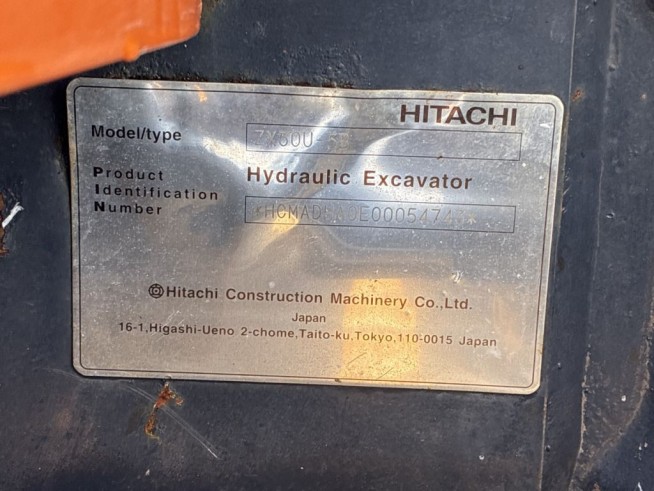 HITACHI
Model/type
Product Hydraulic Excavator
Identification
Number
Hitachi Construction Machinery Co.,Ltd.
Japan
16-1,Higashi-Ueno 2-chome,Taito-ku,Tokyo,110-0015 Japan